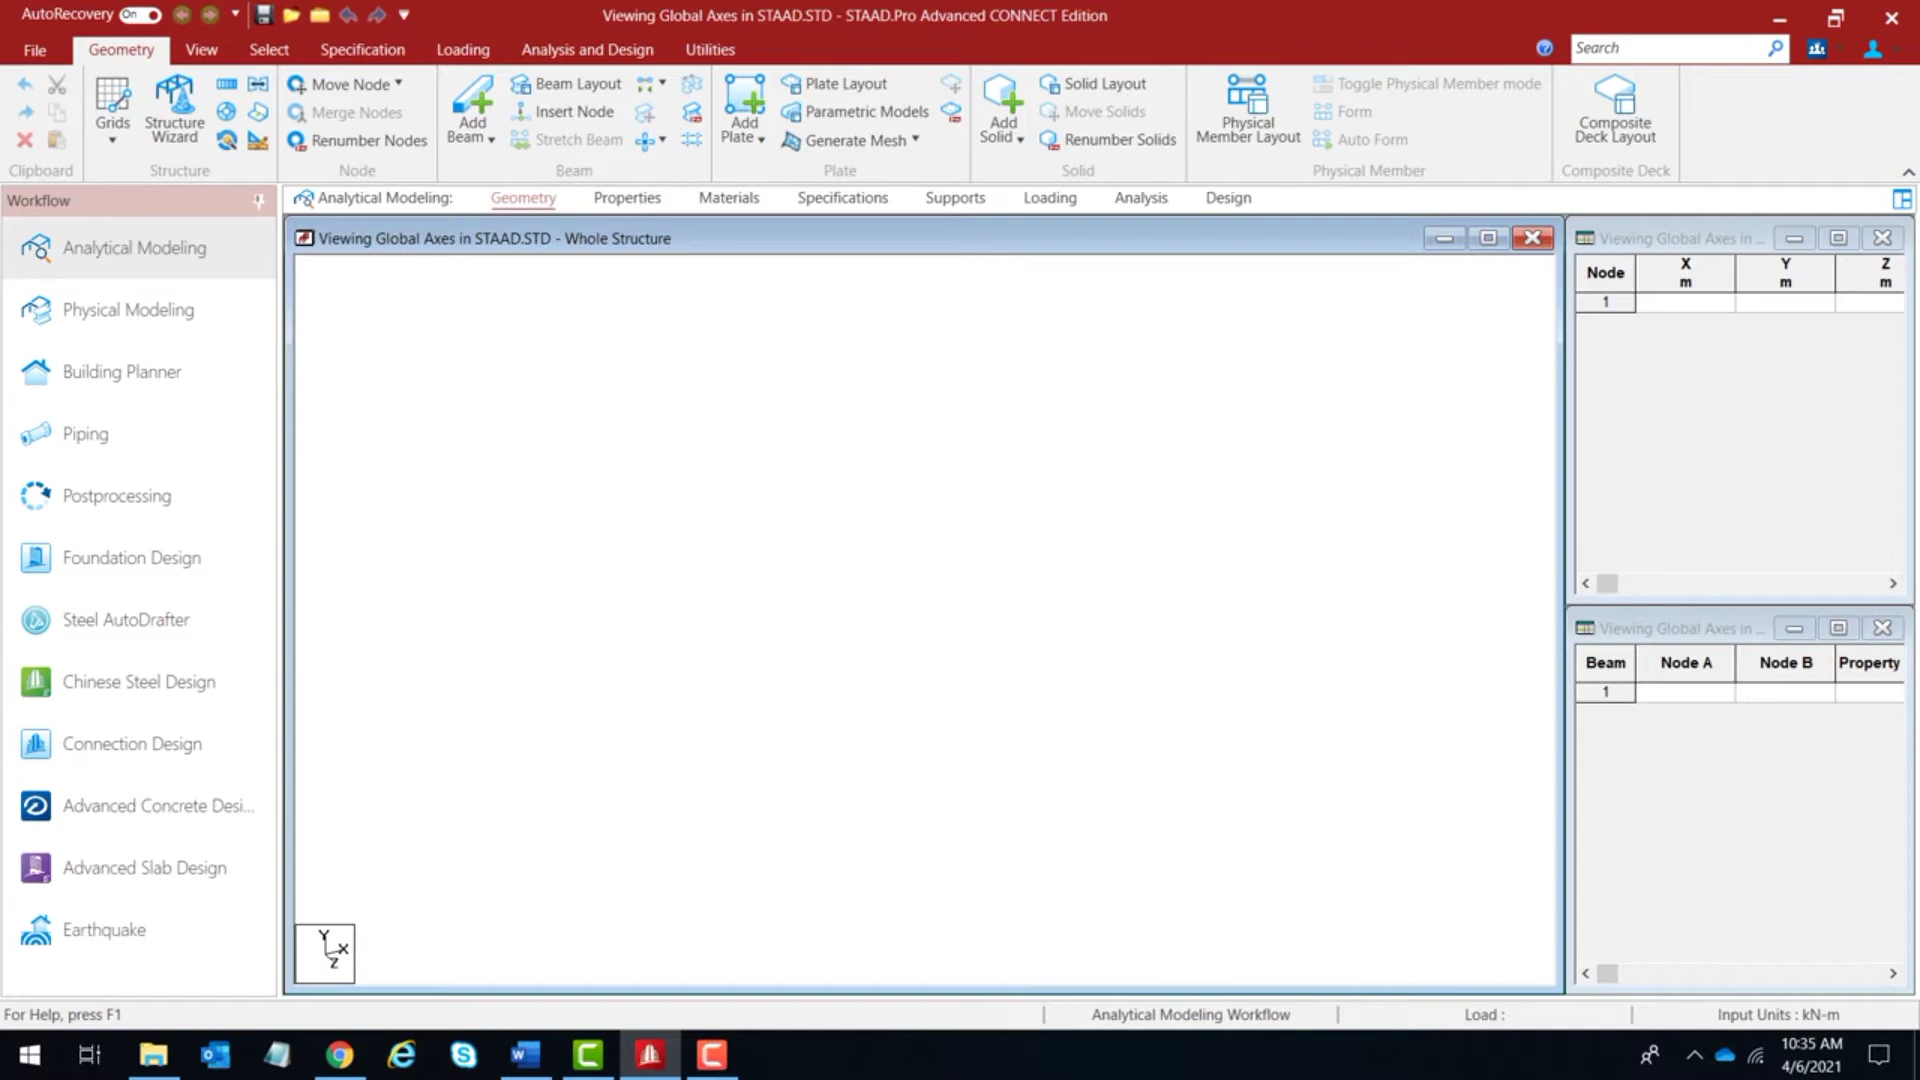 AutoRecovery On
Viewing Global Axes in STAAD.STD - STAAD.Pro Advanced CONNECT Edition
File Geometry View Select Specification Loading Analysis and Design Utilities
Search
Grids
Structure Wizard
Move Node
Merge Nodes
Renumber Nodes
Add Beam
Beam Layout
Insert Node
Stretch Beam
Add Plate
Plate Layout
Parametric Models
Generate Mesh
Add Solid
Solid Layout
Move Solids
Renumber Solids
Physical Member Layout
Toggle Physical Member mode
Form
Auto Form
Composite Deck Layout
Clipboard Structure Node Beam Plate Solid Physical Member Composite Deck
Workflow
Analytical Modeling: Geometry Properties Materials Specifications Supports Loading Analysis Design
Analytical Modeling
Physical Modeling
Building Planner
Piping
Postprocessing
Foundation Design
Steel AutoDrafter
Chinese Steel Design
Connection Design
Advanced Concrete Desi...
Advanced Slab Design
Earthquake
Viewing Global Axes in STAAD.STD - Whole Structure
Y
X
Z
Viewing Global Axes in ...
Node X m Y m Z m
1
Viewing Global Axes in ...
Beam Node A Node B Property
1
For Help, press F1
Analytical Modeling Workflow
Load :
Input Units : kN-m
10:35 AM
4/6/2021